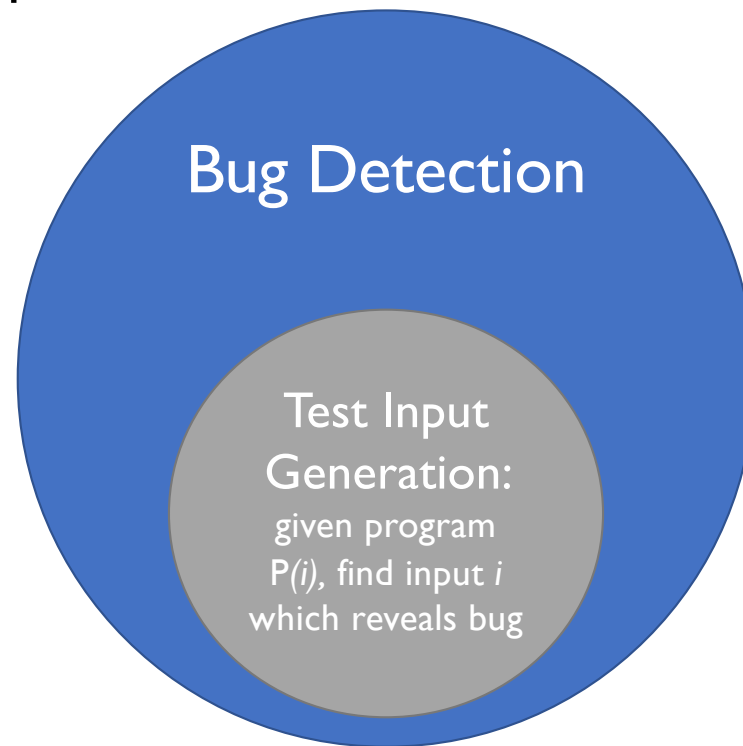 Bug Detection
Test Input
Generation:
given program
P(i), find input i
which reveals bug